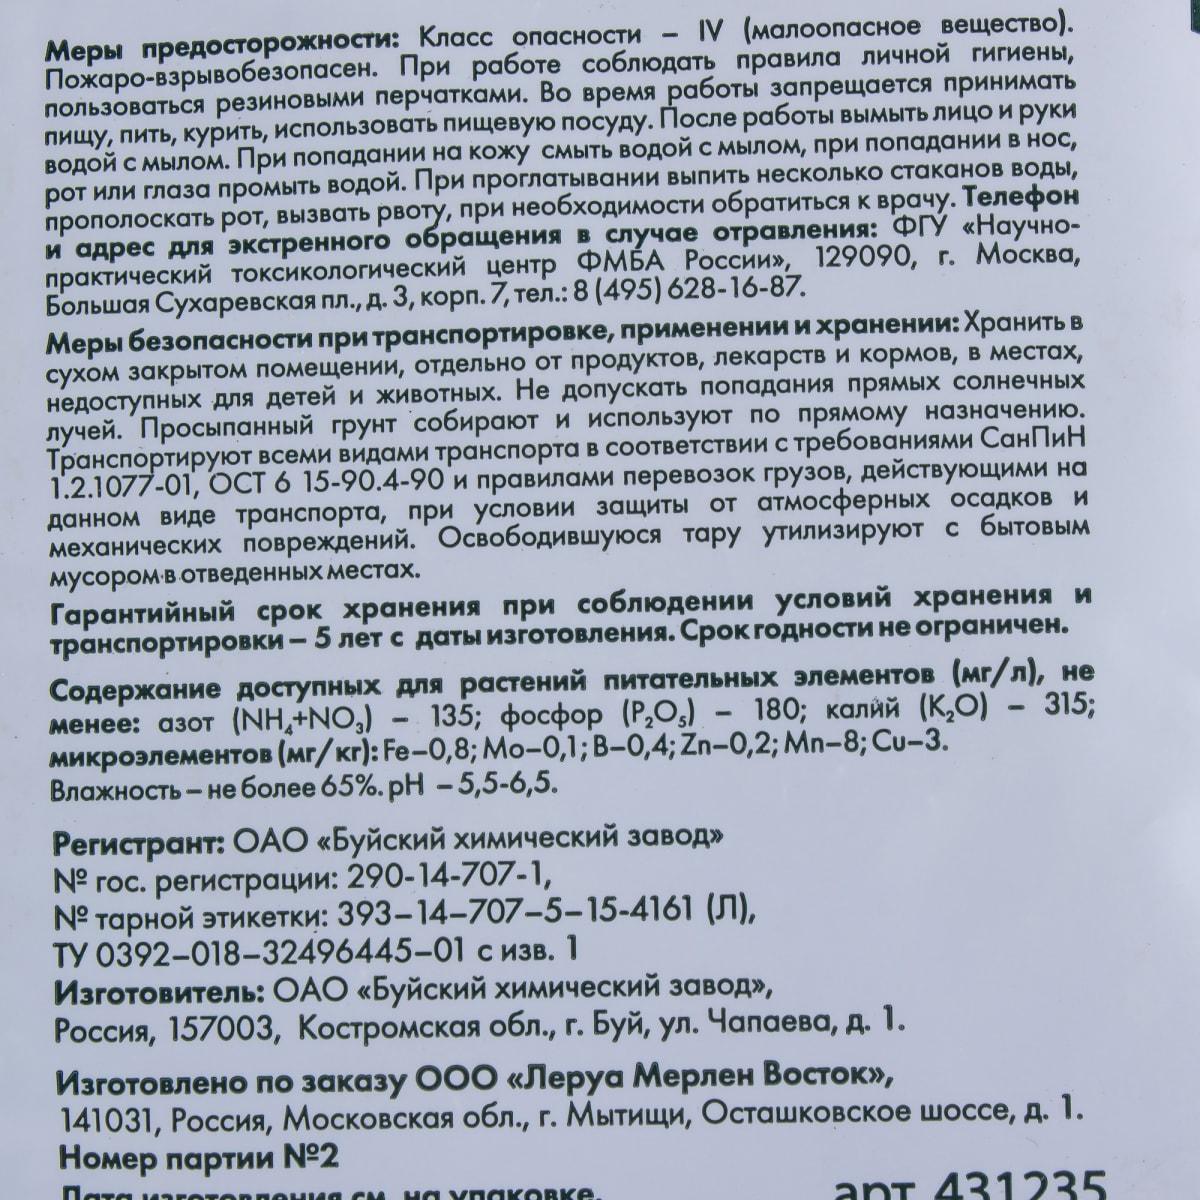 Меры предосторожности: Класс опасности – IV (малоопасное вещество).
Пожаро-взрывобезопасен. При работе соблюдать правила личной гигиены,
пользоваться резиновыми перчатками. Во время работы запрещается принимать
пищу, пить, курить, использовать пищевую посуду. После работы вымыть лицо и руки
водой с мылом. При попадании на кожу смыть водой с мылом, при попадании в нос,
рот или глаза промыть водой. При проглатывании выпить несколько стаканов воды,
прополоскать рот, вызвать рвоту, при необходимости обратиться к врачу. Телефон
и адрес для экстренного обращения в случае отравления: ФГУ «Научно-
практический токсикологический центр ФМБА России», 129090, г. Москва,
Большая Сухаревская пл., д. 3, корп. 7, тел.: 8 (495) 628-16-87.
Меры безопасности при транспортировке, применении и хранении: Хранить в
сухом закрытом помещении, отдельно от продуктов, лекарств и кормов, в местах,
недоступных для детей и животных. Не допускать попадания прямых солнечных
лучей. Просыпанный грунт собирают и используют по прямому назначению.
Транспортируют всеми видами транспорта в соответствии с требованиями СанПиН
1.2.1077-01, ОСТ 6 15-90.4-90 и правилами перевозок грузов, действующими на
данном виде транспорта, при условии защиты от атмосферных осадков и
механических повреждений. Освободившуюся тару утилизируют с бытовым
мусором в отведенных местах.
Гарантийный срок хранения при соблюдении условий хранения и
транспортировки – 5 лет с даты изготовления. Срок годности не ограничен.
Содержание доступных для растений питательных элементов (мг/л), не
менее: азот (NH₄+NO₃) – 135; фосфор (P₂O₅) – 180; калий (K₂O) – 315;
микроэлементов (мг/кг): Fe–0,8; Mo–0,1; B–0,4; Zn–0,2; Mn–8; Cu–3.
Влажность – не более 65%. pH – 5,5-6,5.
Регистрант: ОАО «Буйский химический завод»
№ гос. регистрации: 290-14-707-1,
№ тарной этикетки: 393–14–707–5–15-4161 (Л),
ТУ 0392–018–32496445–01 с изв. 1
Изготовитель: ОАО «Буйский химический завод»,
Россия, 157003, Костромская обл., г. Буй, ул. Чапаева, д. 1.
Изготовлено по заказу ООО «Леруа Мерлен Восток»,
141031, Россия, Московская обл., г. Мытищи, Осташковское шоссе, д. 1.
Номер партии №2
Дата изготовления см. на упаковке.
арт. 431235